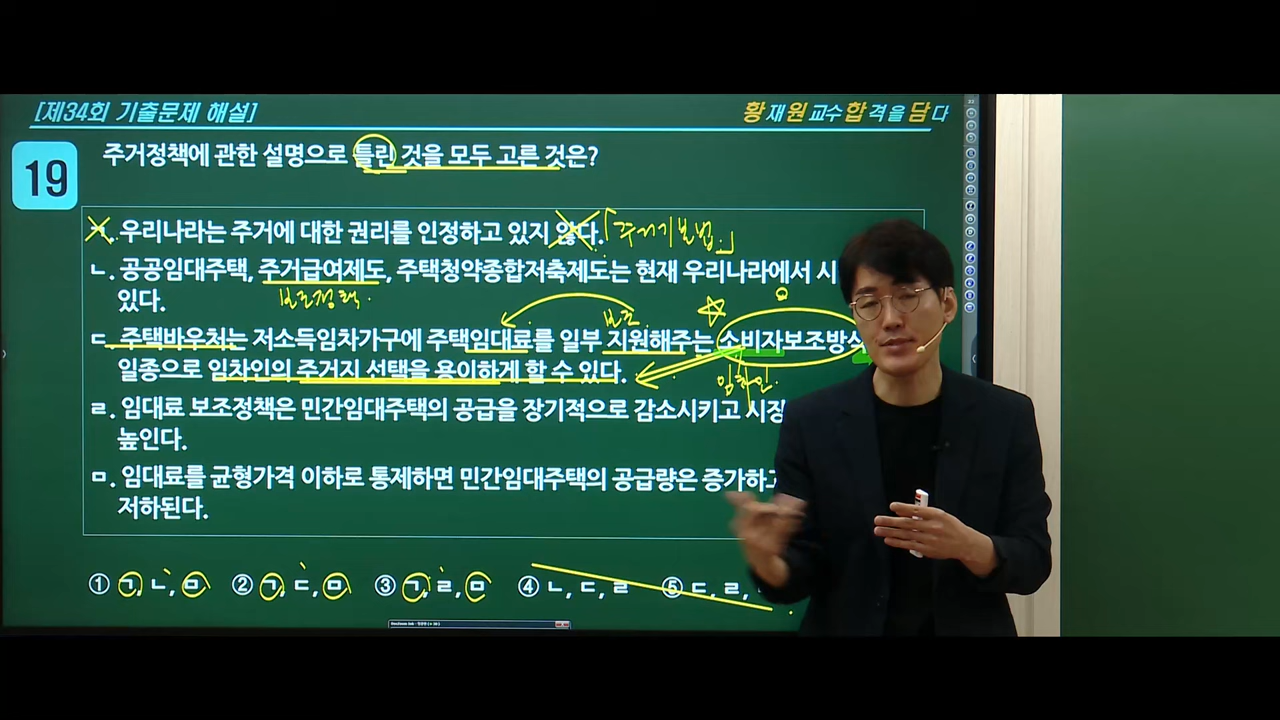 [제34회 기출문제 해설]
황재원 교수 합격을 담다
19
주거정책에 관한 설명으로 틀린 것을 모두 고른 것은?
ㄱ. 우리나라는 주거에 대한 권리를 인정하고 있지 않다. 「주거기본법」
ㄴ. 공공임대주택, 주거급여제도, 주택청약종합저축제도는 현재 우리나라에서 시
있다.
보조정책.
보조.
ㄷ. 주택바우처는 저소득임차가구에 주택임대료를 일부 지원해주는 소비자보조방식
일종으로 임차인의 주거지 선택을 용이하게 할 수 있다.
임차인.
ㄹ. 임대료 보조정책은 민간임대주택의 공급을 장기적으로 감소시키고 시장
높인다.
ㅁ. 임대료를 균형가격 이하로 통제하면 민간임대주택의 공급량은 증가하고
저하된다.
① ㄱ, ㄴ, ㅁ ② ㄱ, ㄷ, ㅁ ③ ㄱ, ㄹ, ㅁ ④ ㄴ, ㄷ, ㄹ ⑤ ㄷ, ㄹ,